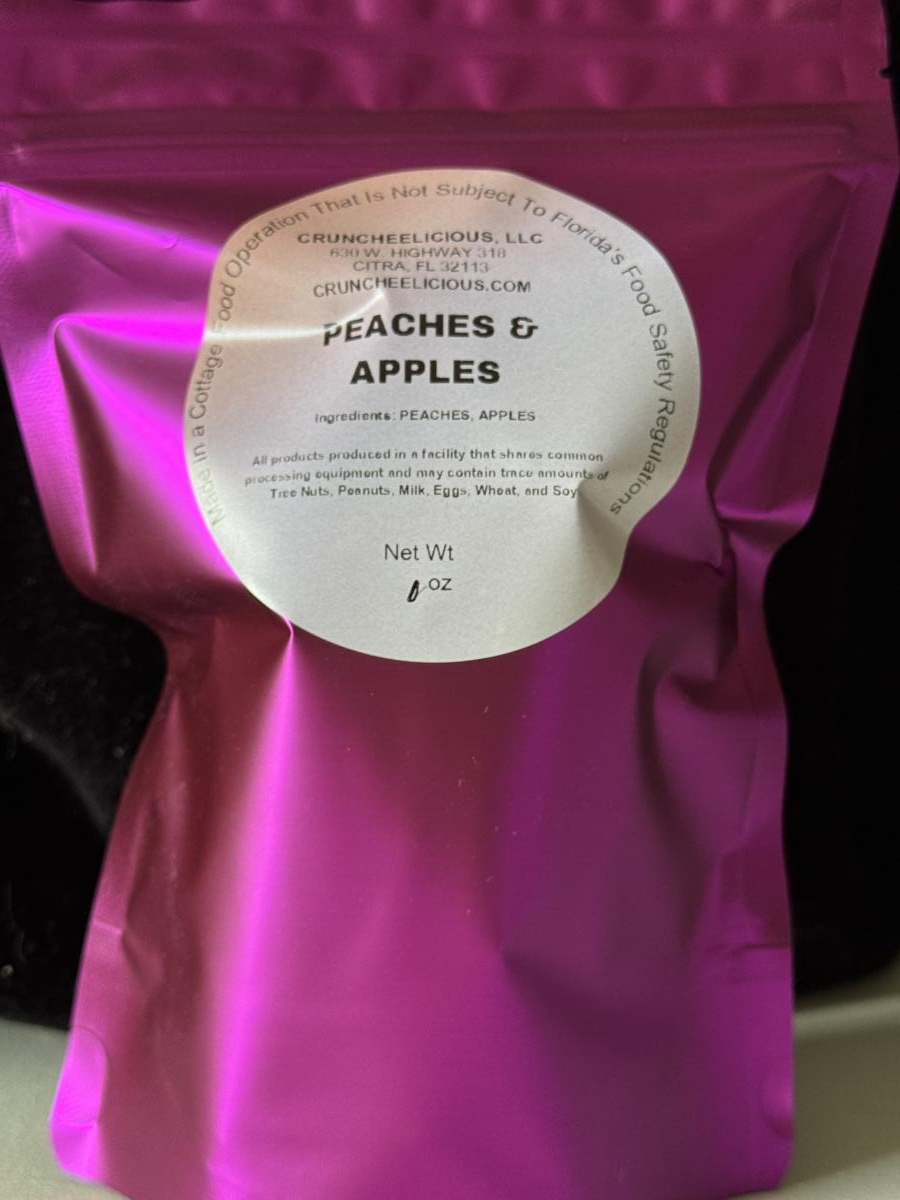 Made in a Cottage Food Operation That Is Not Subject To Florida's Food Safety Regulations
CRUNCHEELICIOUS, LLC
630 W. HIGHWAY 318
CITRA, FL 32113
CRUNCHEELICIOUS.COM
PEACHES &
APPLES
Ingredients: PEACHES, APPLES
All products produced in a facility that shares common
processing equipment and may contain trace amounts of
Tree Nuts, Peanuts, Milk, Eggs, Wheat, and Soy
Net Wt
oz